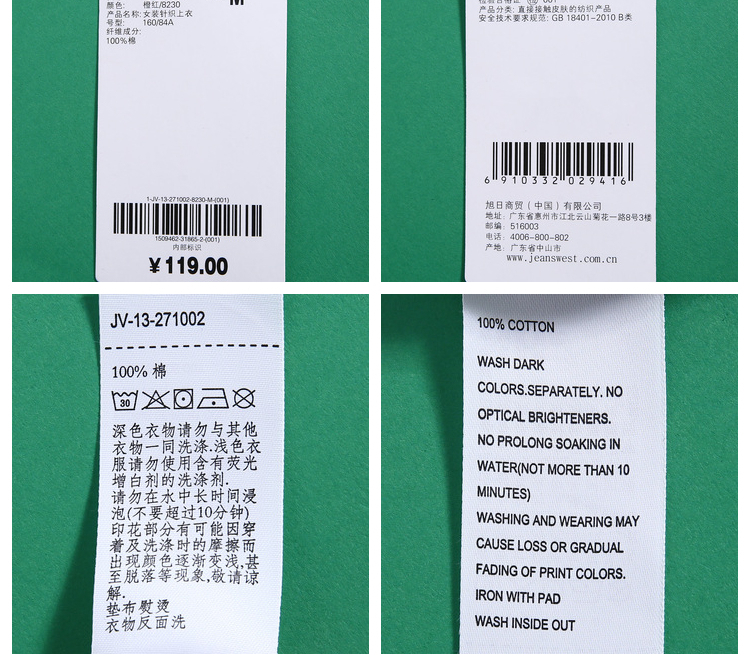 M
颜色: 橙红/8230
产品名称: 女装针织上衣
号型: 160/84A
纤维成分:
100%棉
1-JV-13-271002-8230-M-(001)
1509462-31865-2-(001)
内部标识
¥119.00
产品分类: 直接接触皮肤的纺织产品
安全技术要求规范: GB 18401-2010 B类
6 910332 029416
旭日商贸（中国）有限公司
地址: 广东省惠州市江北云山菊花一路8号3楼
邮编: 516003
电话: 4006-800-802
产地: 广东省中山市
www.jeanswest.com.cn
JV-13-271002
100% 棉
30
深色衣物请勿与其他
衣物一同洗涤.浅色衣
服请勿使用含有荧光
增白剂的洗涤剂.
请勿在水中长时间浸
泡(不要超过10分钟)
印花部分有可能因穿
着及洗涤时的摩擦而
出现颜色逐渐变浅,甚
至脱落等现象,敬请谅
解.
垫布熨烫
衣物反面洗
100% COTTON
WASH DARK
COLORS.SEPARATELY. NO
OPTICAL BRIGHTENERS.
NO PROLONG SOAKING IN
WATER(NOT MORE THAN 10
MINUTES)
WASHING AND WEARING MAY
CAUSE LOSS OR GRADUAL
FADING OF PRINT COLORS.
IRON WITH PAD
WASH INSIDE OUT